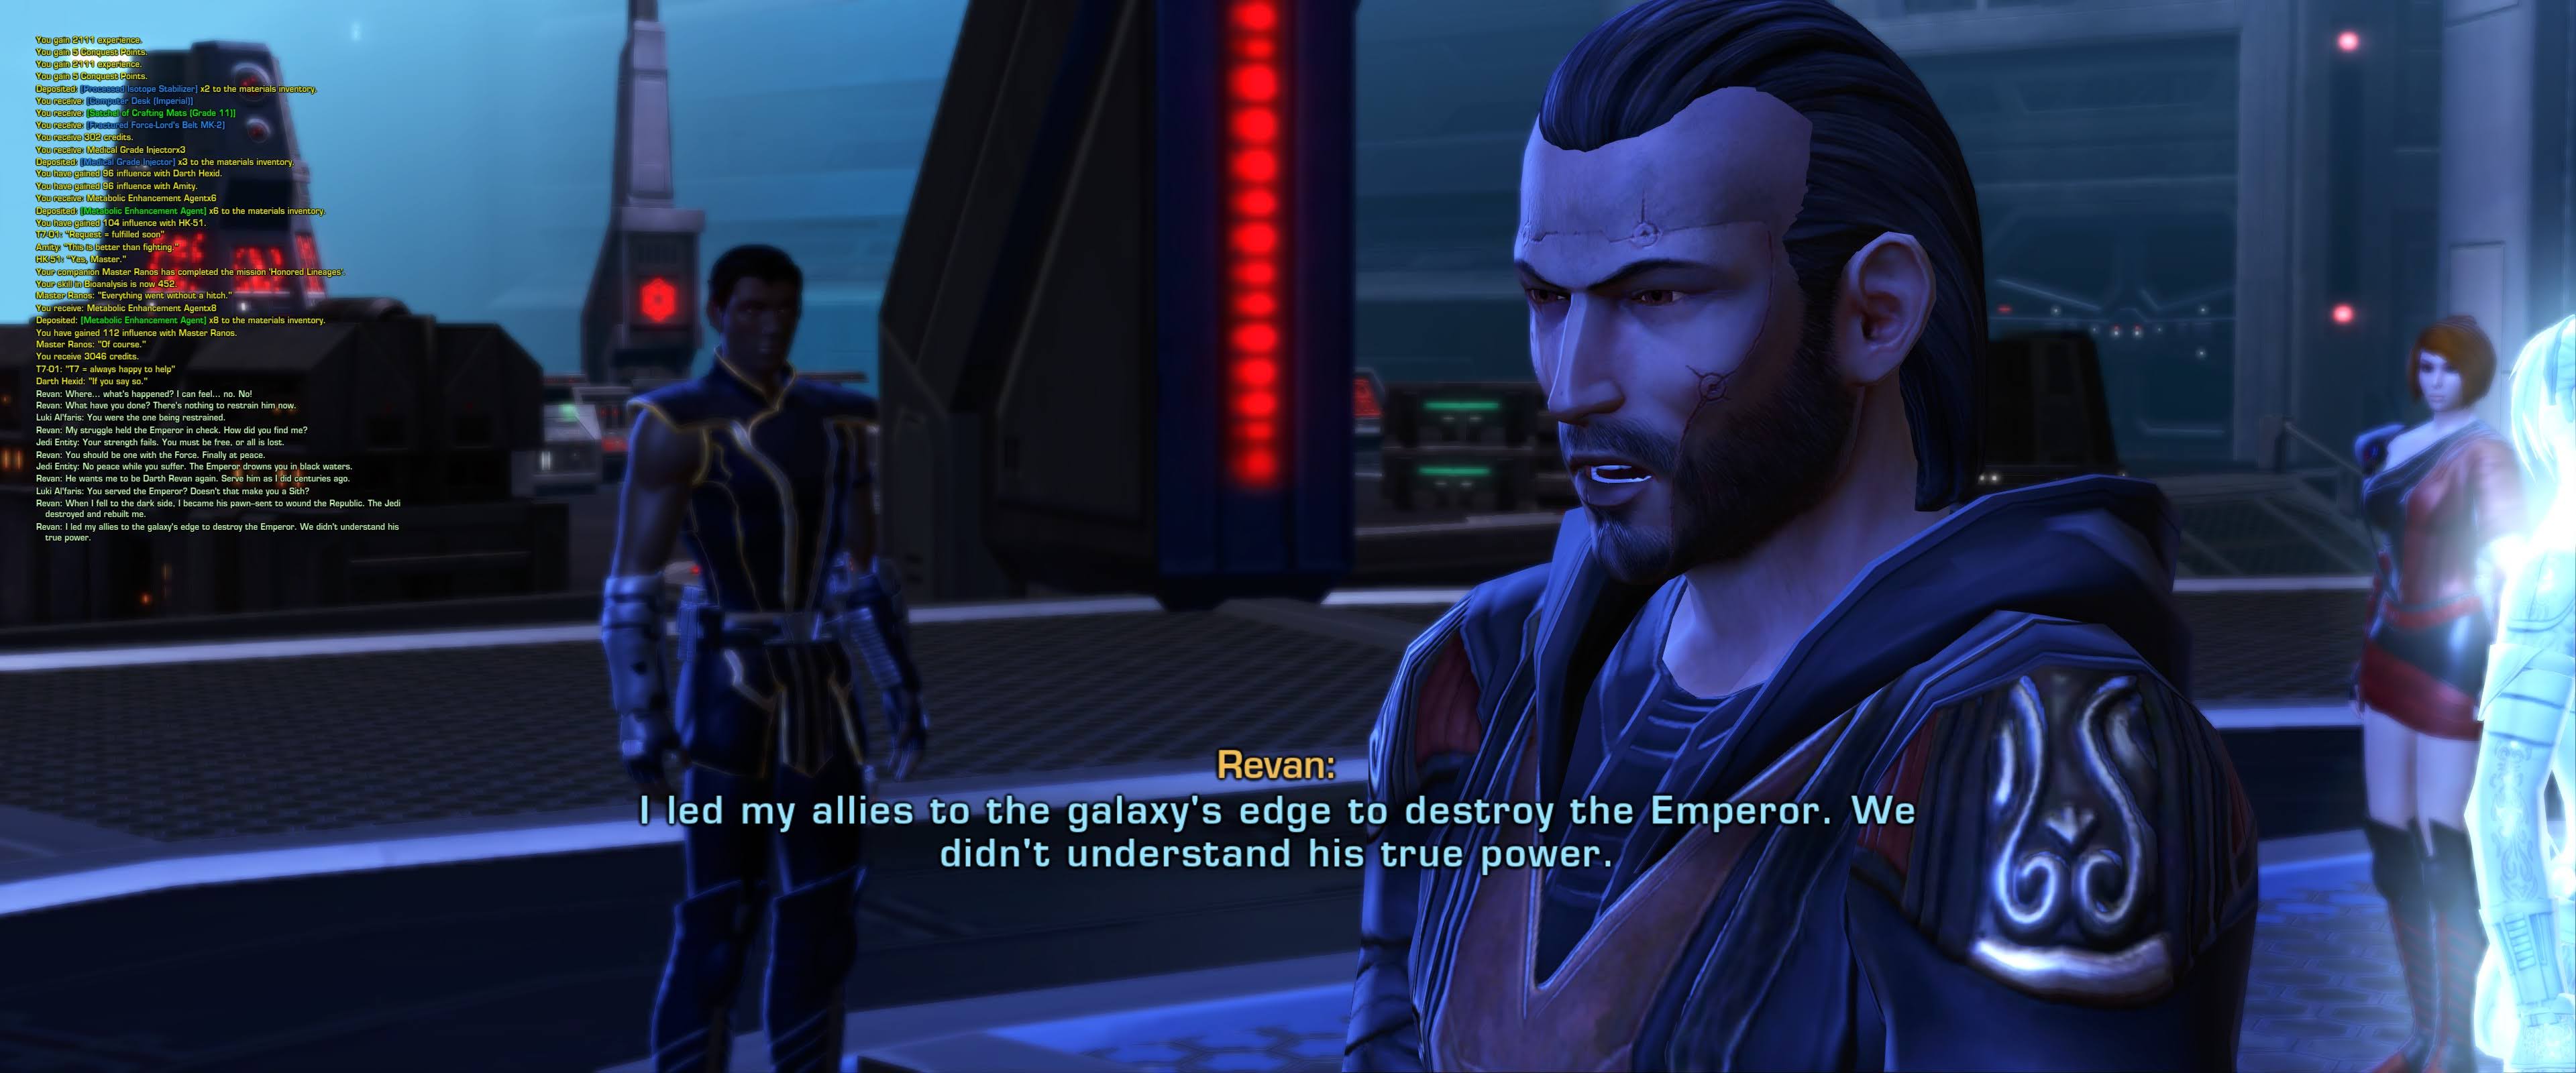 You gain 2111 experience.
You gain 5 Conquest Points.
You gain 2111 experience.
You gain 5 Conquest Points.
Deposited: [Processed Isotope Stabilizer] x2 to the materials inventory.
You receive: [Computer Desk (Imperial)]
You receive: [Satchel of Crafting Mats (Grade 11)]
You receive: [Fractured Force-Lord's Belt MK-2]
You receive 302 credits.
You receive: Medical Grade Injectorx3
Deposited: [Medical Grade Injector] x3 to the materials inventory.
You have gained 96 influence with Darth Hexid.
You have gained 96 influence with Amity.
You receive: Metabolic Enhancement Agentx6
Deposited: [Metabolic Enhancement Agent] x6 to the materials inventory.
You have gained 104 influence with HK-51.
T7-01: "Request = fulfilled soon"
Amity: "This is better than fighting."
HK-51: "Yes, Master."
Your companion Master Ranos has completed the mission 'Honored Lineages'.
Your skill in Bioanalysis is now 452.
Master Ranos: "Everything went without a hitch."
You receive: Metabolic Enhancement Agentx8
Deposited: [Metabolic Enhancement Agent] x8 to the materials inventory.
You have gained 112 influence with Master Ranos.
Master Ranos: "Of course."
You receive 3046 credits.
T7-01: "T7 = always happy to help"
Darth Hexid: "If you say so."
Revan: Where... what's happened? I can feel... no. No!
Revan: What have you done? There's nothing to restrain him now.
Luki Al'faris: You were the one being restrained.
Revan: My struggle held the Emperor in check. How did you find me?
Jedi Entity: Your strength fails. You must be free, or all is lost.
Revan: You should be one with the Force. Finally at peace.
Jedi Entity: No peace while you suffer. The Emperor drowns you in black waters.
Revan: He wants me to be Darth Revan again. Serve him as I did centuries ago.
Luki Al'faris: You served the Emperor? Doesn't that make you a Sith?
Revan: When I fell to the dark side, I became his pawn–sent to wound the Republic. The Jedi
destroyed and rebuilt me.
Revan: I led my allies to the galaxy's edge to destroy the Emperor. We didn't understand his
true power.
Revan:
I led my allies to the galaxy's edge to destroy the Emperor. We
didn't understand his true power.